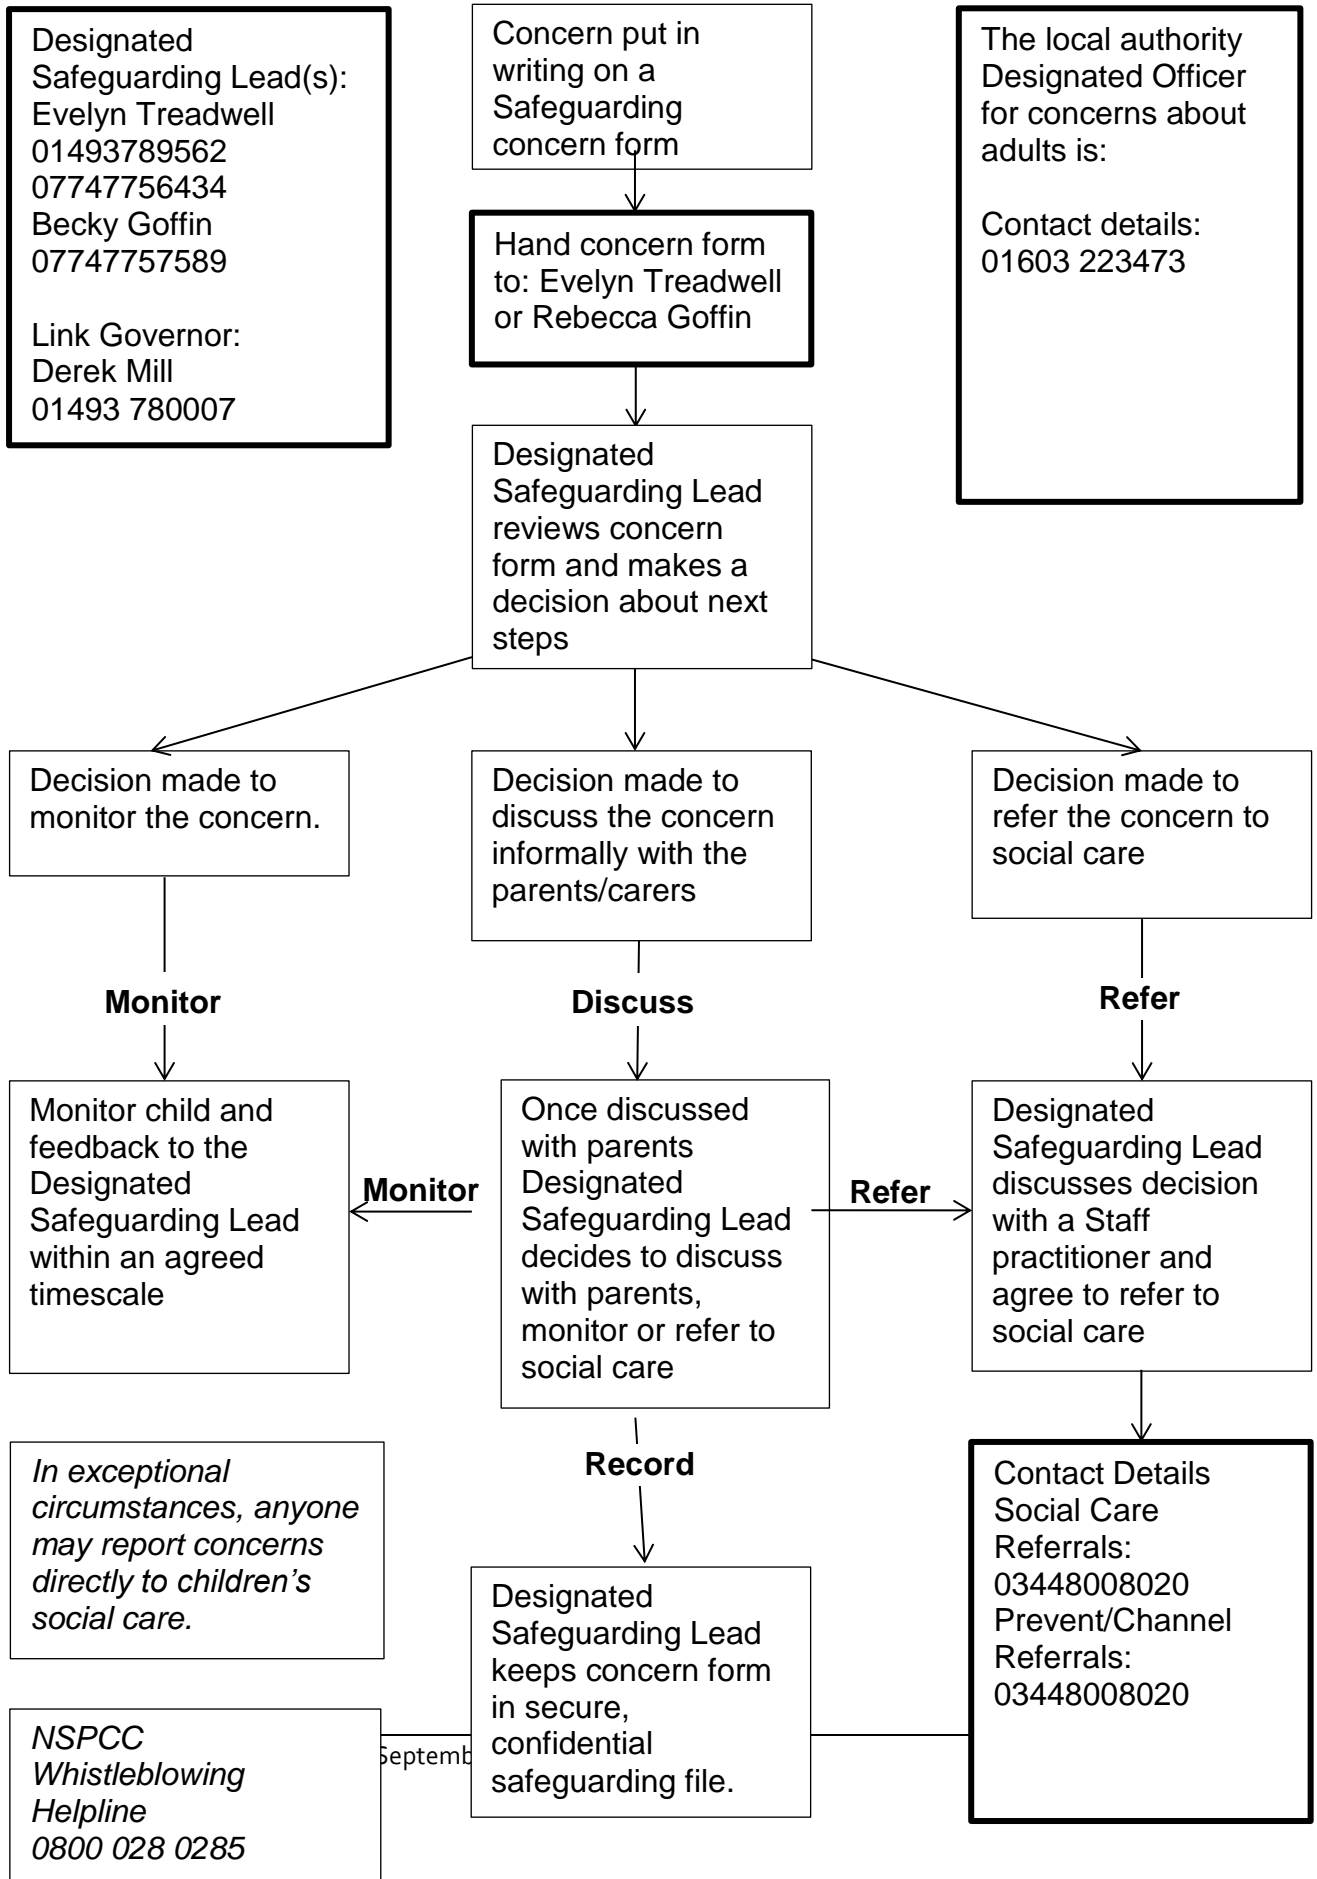 Designated
Safeguarding Lead(s):
Evelyn Treadwell
01493789562
07747756434
Becky Goffin
07747757589
Link Governor:
Derek Mill
01493 780007
Concern put in
writing on a
Safeguarding
concern form
The local authority
Designated Officer
for concerns about
adults is:
Contact details:
01603 223473
Hand concern form
to: Evelyn Treadwell
or Rebecca Goffin
Designated
Safeguarding Lead
reviews concern
form and makes a
decision about next
steps
Decision made to
monitor the concern.
Decision made to
discuss the concern
informally with the
parents/carers
Decision made to
refer the concern to
social care
Monitor
Discuss
Refer
Monitor child and
feedback to the
Designated
Safeguarding Lead
within an agreed
timescale
Monitor
Once discussed
with parents
Designated
Safeguarding Lead
decides to discuss
with parents,
monitor or refer to
social care
Refer
Designated
Safeguarding Lead
discusses decision
with a Staff
practitioner and
agree to refer to
social care
Record
In exceptional
circumstances, anyone
may report concerns
directly to children’s
social care.
Designated
Safeguarding Lead
keeps concern form
in secure,
confidential
safeguarding file.
Contact Details
Social Care
Referrals:
03448008020
Prevent/Channel
Referrals:
03448008020
NSPCC
Whistleblowing
Helpline
0800 028 0285